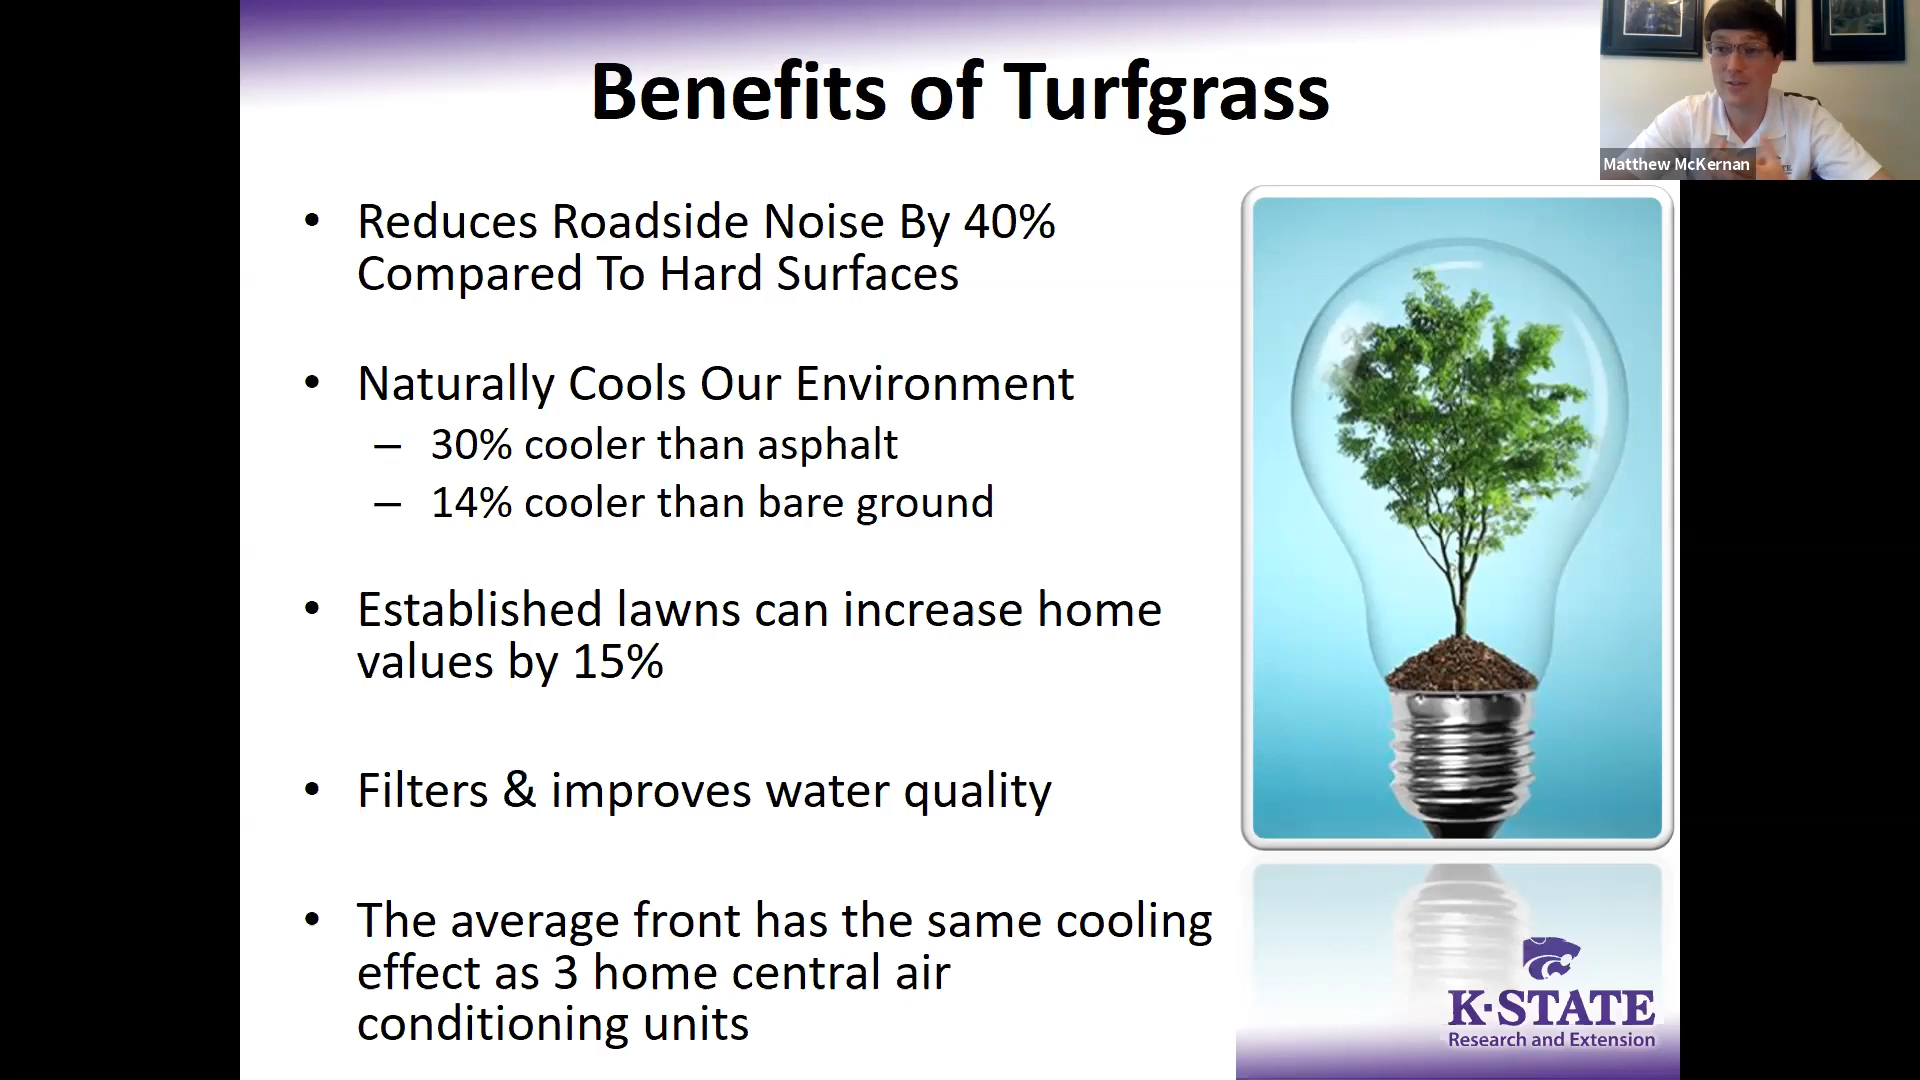 Benefits of Turfgrass
Matthew McKernan
• Reduces Roadside Noise By 40%
Compared To Hard Surfaces
• Naturally Cools Our Environment
– 30% cooler than asphalt
– 14% cooler than bare ground
• Established lawns can increase home
values by 15%
• Filters & improves water quality
• The average front has the same cooling
effect as 3 home central air
conditioning units
K-STATE
Research and Extension